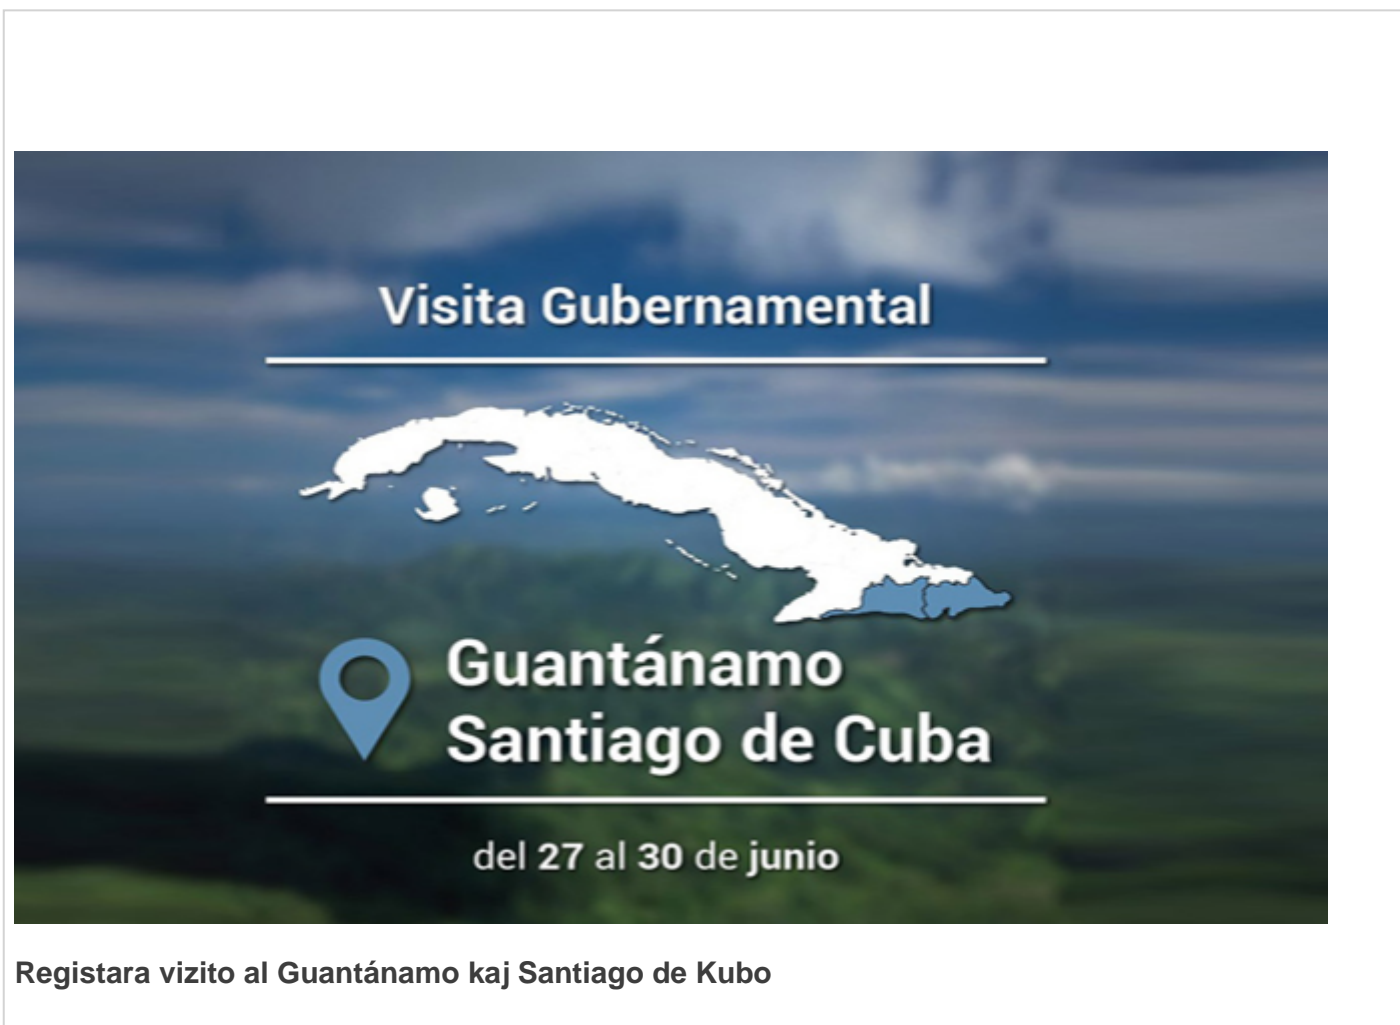 Visita Gubernamental
Guantánamo
Santiago de Cuba
del 27 al 30 de junio
Registara vizito al Guantánamo kaj Santiago de Kubo